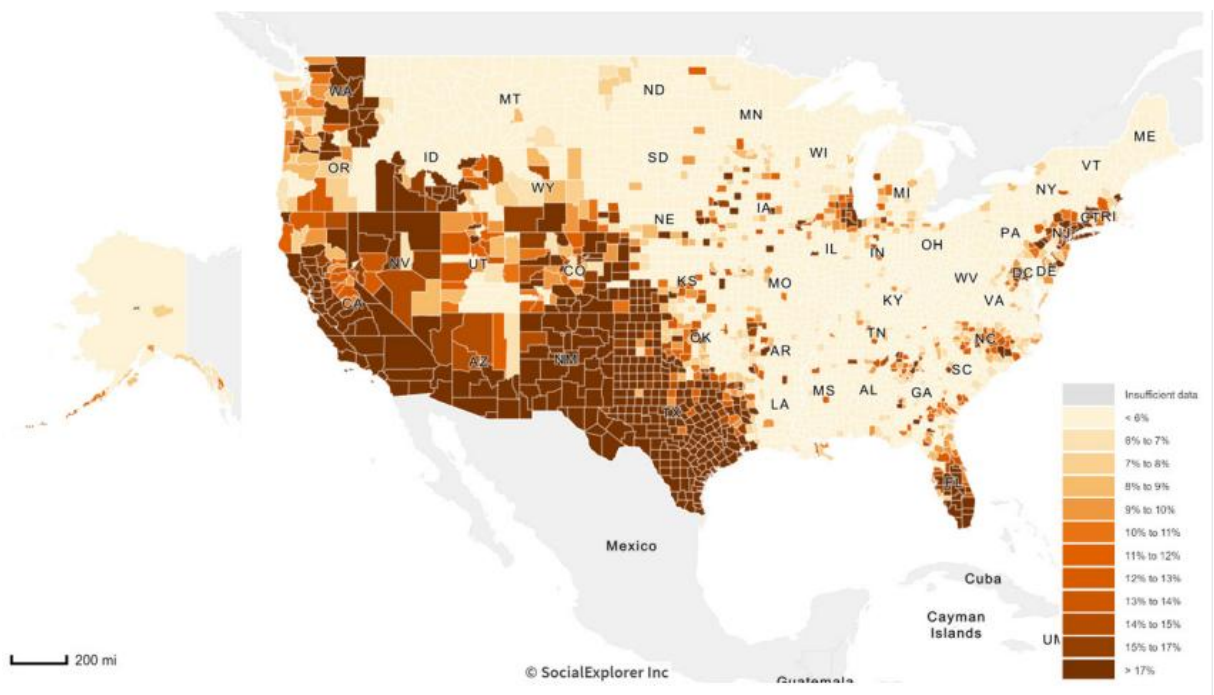 WA
MT
ND
MN
ME
OR
ID
SD
WI
VT
NY
MI
WY
NE
IA
CTRI
PA
NJ
IL
IN
OH
NV
UT
CO
DC
DE
KS
MO
WV
VA
CA
KY
OK
TN
NC
AZ
NM
AR
SC
MS
AL
GA
TX
LA
FL
Insufficient data
< 6%
6% to 7%
7% to 8%
8% to 9%
9% to 10%
10% to 11%
11% to 12%
12% to 13%
13% to 14%
14% to 15%
15% to 17%
> 17%
Mexico
Cuba
Cayman
Islands
UM
200 mi
© SocialExplorer Inc
Guatemala